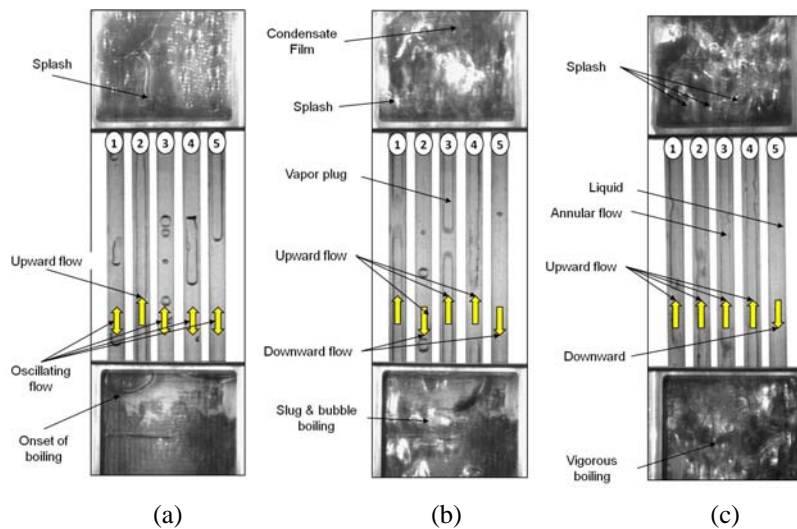 Splash
1 2 3 4 5
Upward flow
Oscillating
flow
Onset of
boiling
(a)
Condensate
Film
Splash
1 2 3 4 5
Vapor plug
Upward flow
Downward flow
Slug & bubble
boiling
(b)
Splash
1 2 3 4 5
Liquid
Annular flow
Upward flow
Downward
Vigorous
boiling
(c)